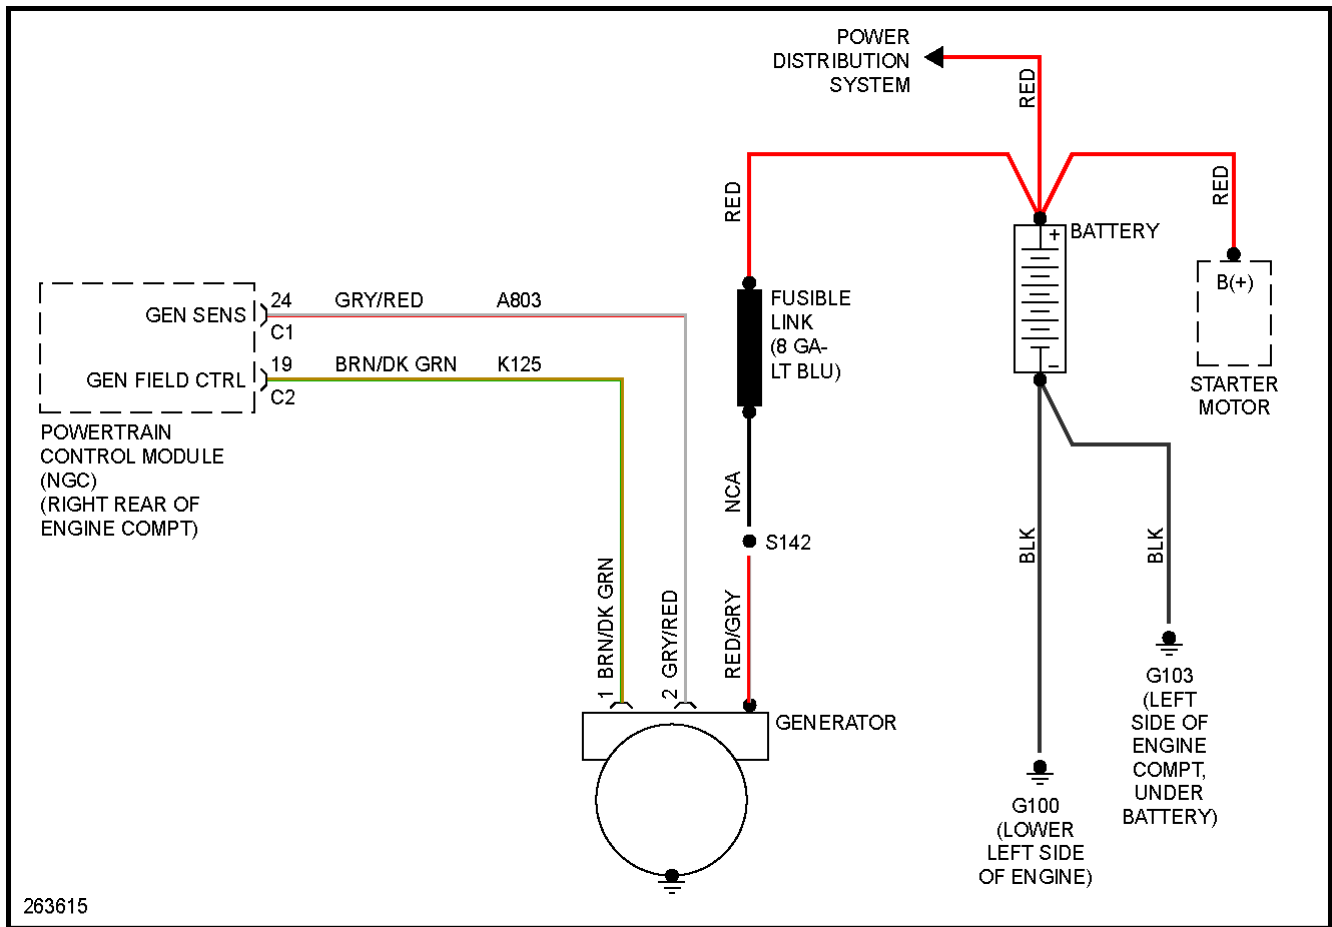 POWER
DISTRIBUTION
SYSTEM
RED
RED
RED
BATTERY
+
−
B(+)
STARTER
MOTOR
FUSIBLE
LINK
(8 GA-
LT BLU)
GEN SENS
24
GRY/RED
A803
C1
GEN FIELD CTRL
19
BRN/DK GRN
K125
C2
POWERTRAIN
CONTROL MODULE
(NGC)
(RIGHT REAR OF
ENGINE COMPT)
NCA
S142
BLK
BLK
1 BRN/DK GRN
2 GRY/RED
RED/GRY
GENERATOR
G103
(LEFT
SIDE OF
ENGINE
COMPT,
UNDER
BATTERY)
G100
(LOWER
LEFT SIDE
OF ENGINE)
263615